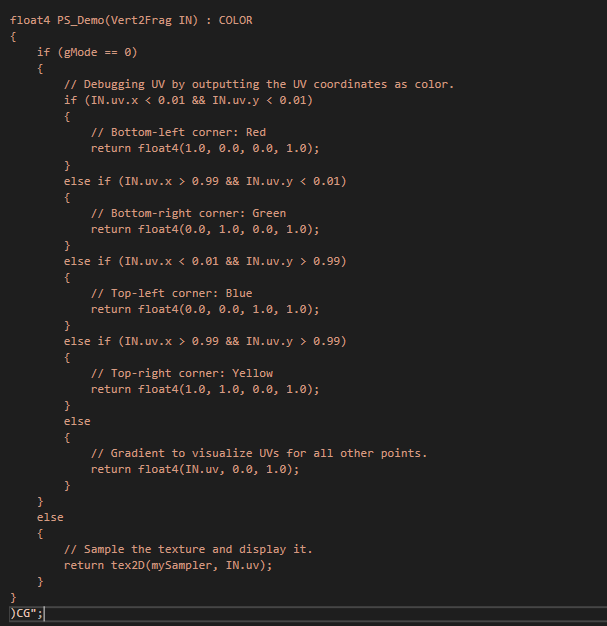 float4 PS_Demo(Vert2Frag IN) : COLOR
{
    if (gMode == 0)
    {
        // Debugging UV by outputting the UV coordinates as color.
        if (IN.uv.x < 0.01 && IN.uv.y < 0.01)
        {
            // Bottom-left corner: Red
            return float4(1.0, 0.0, 0.0, 1.0);
        }
        else if (IN.uv.x > 0.99 && IN.uv.y < 0.01)
        {
            // Bottom-right corner: Green
            return float4(0.0, 1.0, 0.0, 1.0);
        }
        else if (IN.uv.x < 0.01 && IN.uv.y > 0.99)
        {
            // Top-left corner: Blue
            return float4(0.0, 0.0, 1.0, 1.0);
        }
        else if (IN.uv.x > 0.99 && IN.uv.y > 0.99)
        {
            // Top-right corner: Yellow
            return float4(1.0, 1.0, 0.0, 1.0);
        }
        else
        {
            // Gradient to visualize UVs for all other points.
            return float4(IN.uv, 0.0, 1.0);
        }
    }
    else
    {
        // Sample the texture and display it.
        return tex2D(mySampler, IN.uv);
    }
}
)CG";